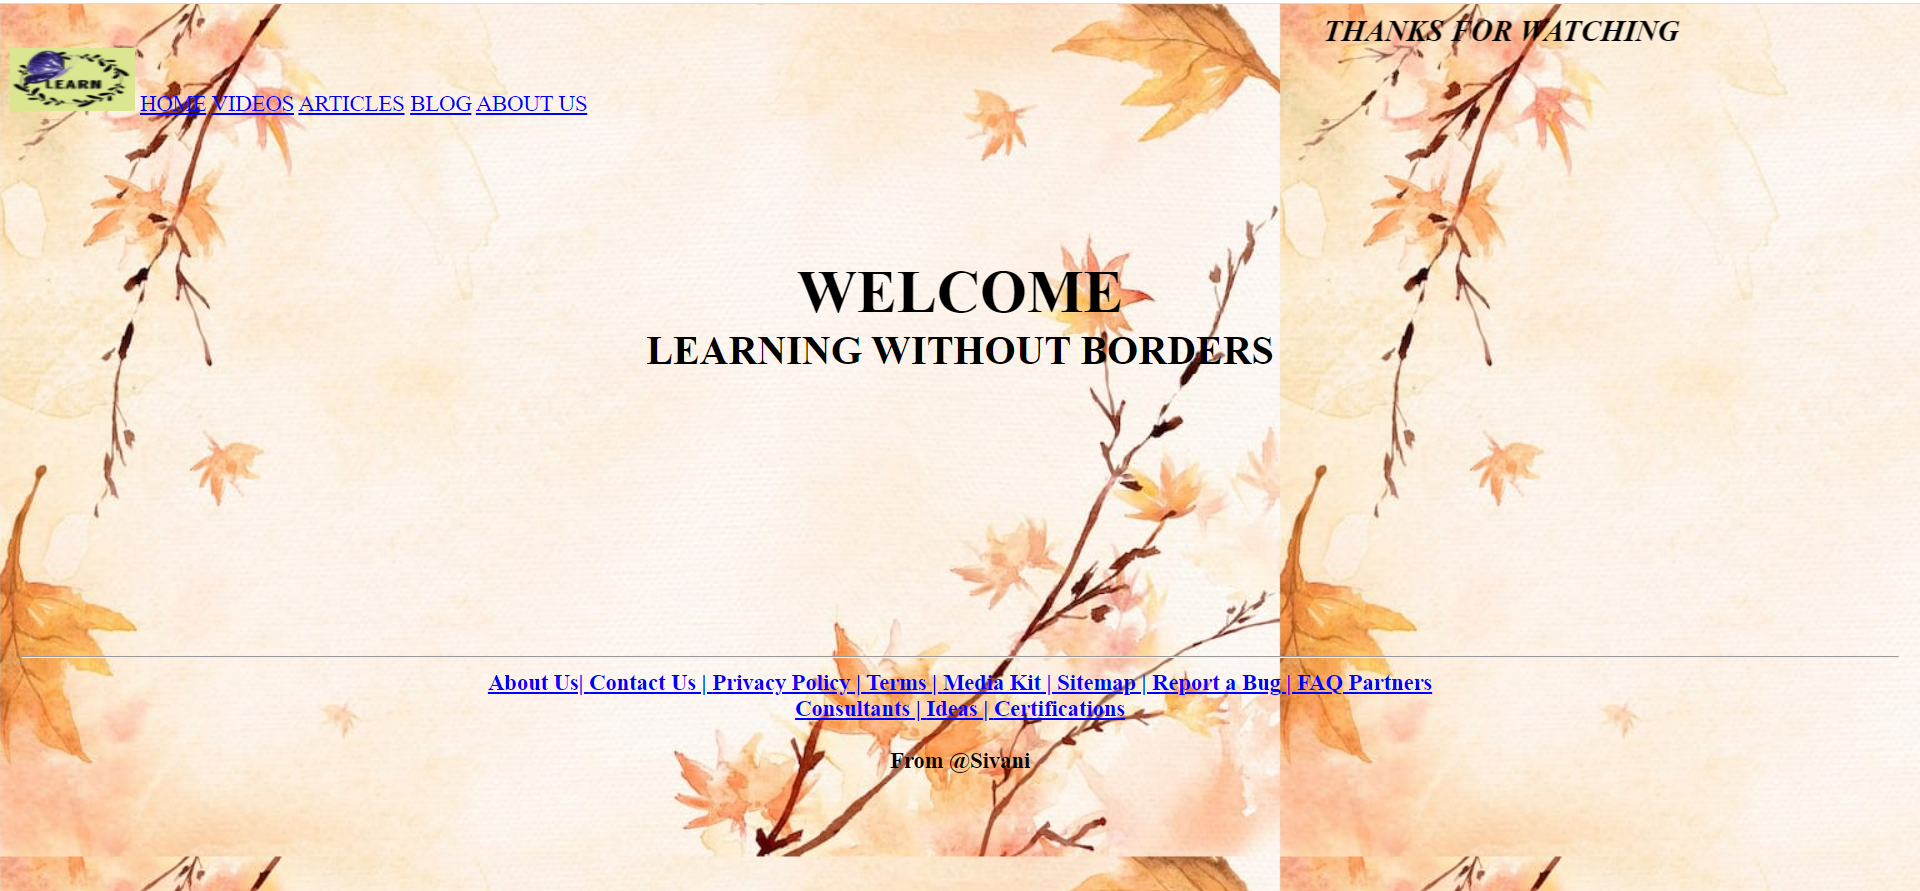 THANKS FOR WATCHING
LEARN
HOME VIDEOS ARTICLES BLOG ABOUT US
WELCOME
LEARNING WITHOUT BORDERS
About Us| Contact Us | Privacy Policy | Terms | Media Kit | Sitemap | Report a Bug | FAQ Partners
Consultants | Ideas | Certifications
From @Sivani